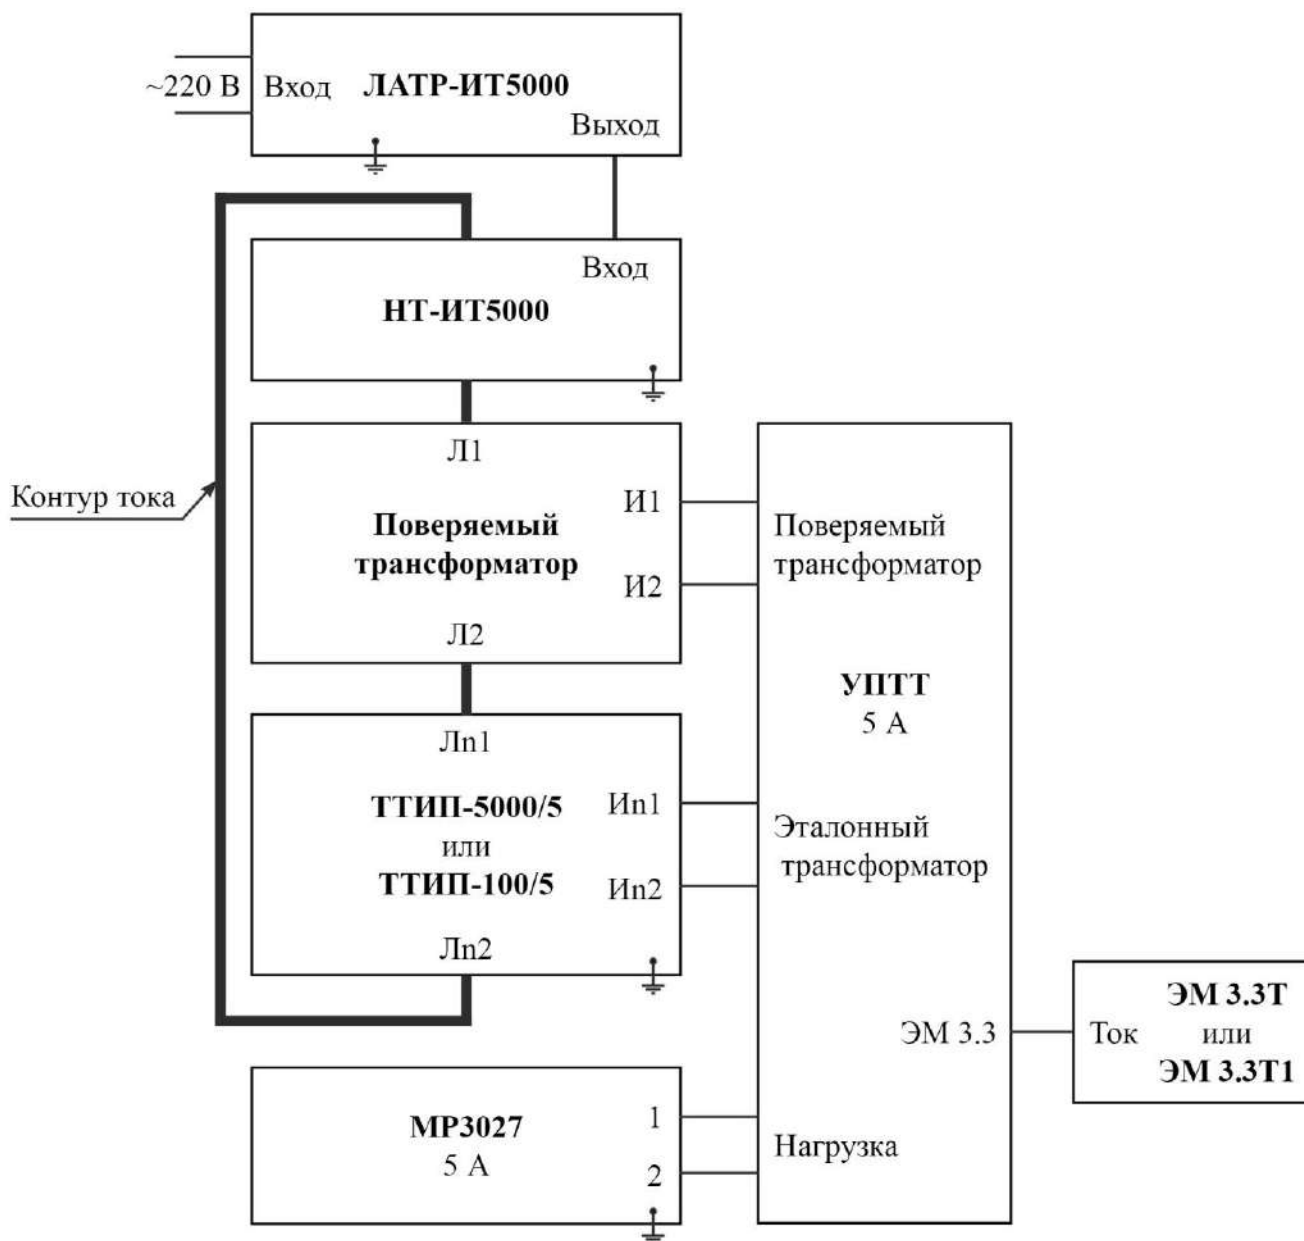 ~220 В
Вход
ЛАТР-ИТ5000
Выход
Вход
НТ-ИТ5000
Контур тока
Л1
И1
Поверяемый
трансформатор
И2
Л2
Поверяемый
трансформатор
УПТТ
5 А
Лп1
ТТИП-5000/5
или
ТТИП-100/5
Ип1
Ип2
Лп2
Эталонный
трансформатор
ЭМ 3.3
Ток
ЭМ 3.3Т
или
ЭМ 3.3Т1
МР3027
5 А
1
2
Нагрузка